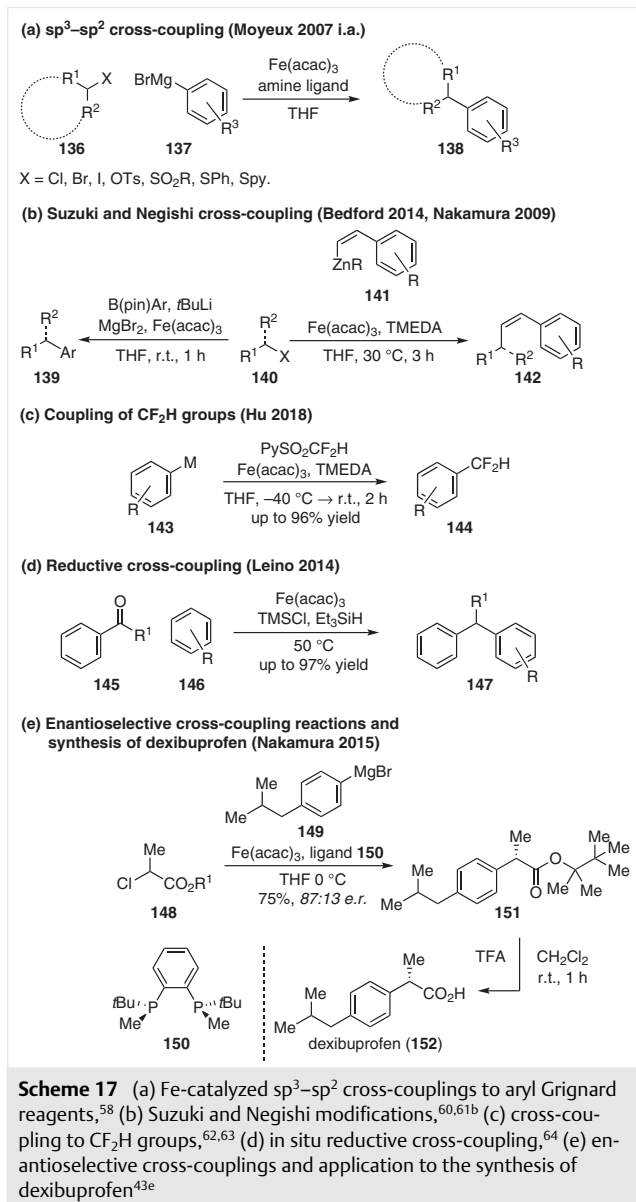 (a) sp³–sp² cross-coupling (Moyeux 2007 i.a.)
R¹ X R²
136
BrMg R³
137
Fe(acac)₃
amine ligand
THF
R¹ R² R³
138
X = Cl, Br, I, OTs, SO₂R, SPh, Spy.
(b) Suzuki and Negishi cross-coupling (Bedford 2014, Nakamura 2009)
ZnR R
141
R² R¹ Ar
139
B(pin)Ar, tBuLi
MgBr₂, Fe(acac)₃
THF, r.t., 1 h
R² R¹ X
140
Fe(acac)₃, TMEDA
THF, 30 °C, 3 h
R¹ R² R
142
(c) Coupling of CF₂H groups (Hu 2018)
M R
143
PySO₂CF₂H
Fe(acac)₃, TMEDA
THF, –40 °C → r.t., 2 h
up to 96% yield
CF₂H R
144
(d) Reductive cross-coupling (Leino 2014)
O R¹
145
R
146
Fe(acac)₃
TMSCl, Et₃SiH
50 °C
up to 97% yield
R¹ R
147
(e) Enantioselective cross-coupling reactions and
synthesis of dexibuprofen (Nakamura 2015)
Me Me MgBr
149
Me Cl CO₂R¹
148
Fe(acac)₃, ligand 150
THF 0 °C
75%, 87:13 e.r.
Me Me Me O O Me Me Me Me Me
151
TFA
CH₂Cl₂
r.t., 1 h
tBu P Me P tBu Me
150
Me Me Me CO₂H
dexibuprofen (152)
Scheme 17 (a) Fe-catalyzed sp³–sp² cross-couplings to aryl Grignard
reagents,⁵⁸ (b) Suzuki and Negishi modifications,⁶⁰,⁶¹ᵇ (c) cross-cou-
pling to CF₂H groups,⁶²,⁶³ (d) in situ reductive cross-coupling,⁶⁴ (e) en-
antioselective cross-couplings and application to the synthesis of
dexibuprofen⁴³ᵉ